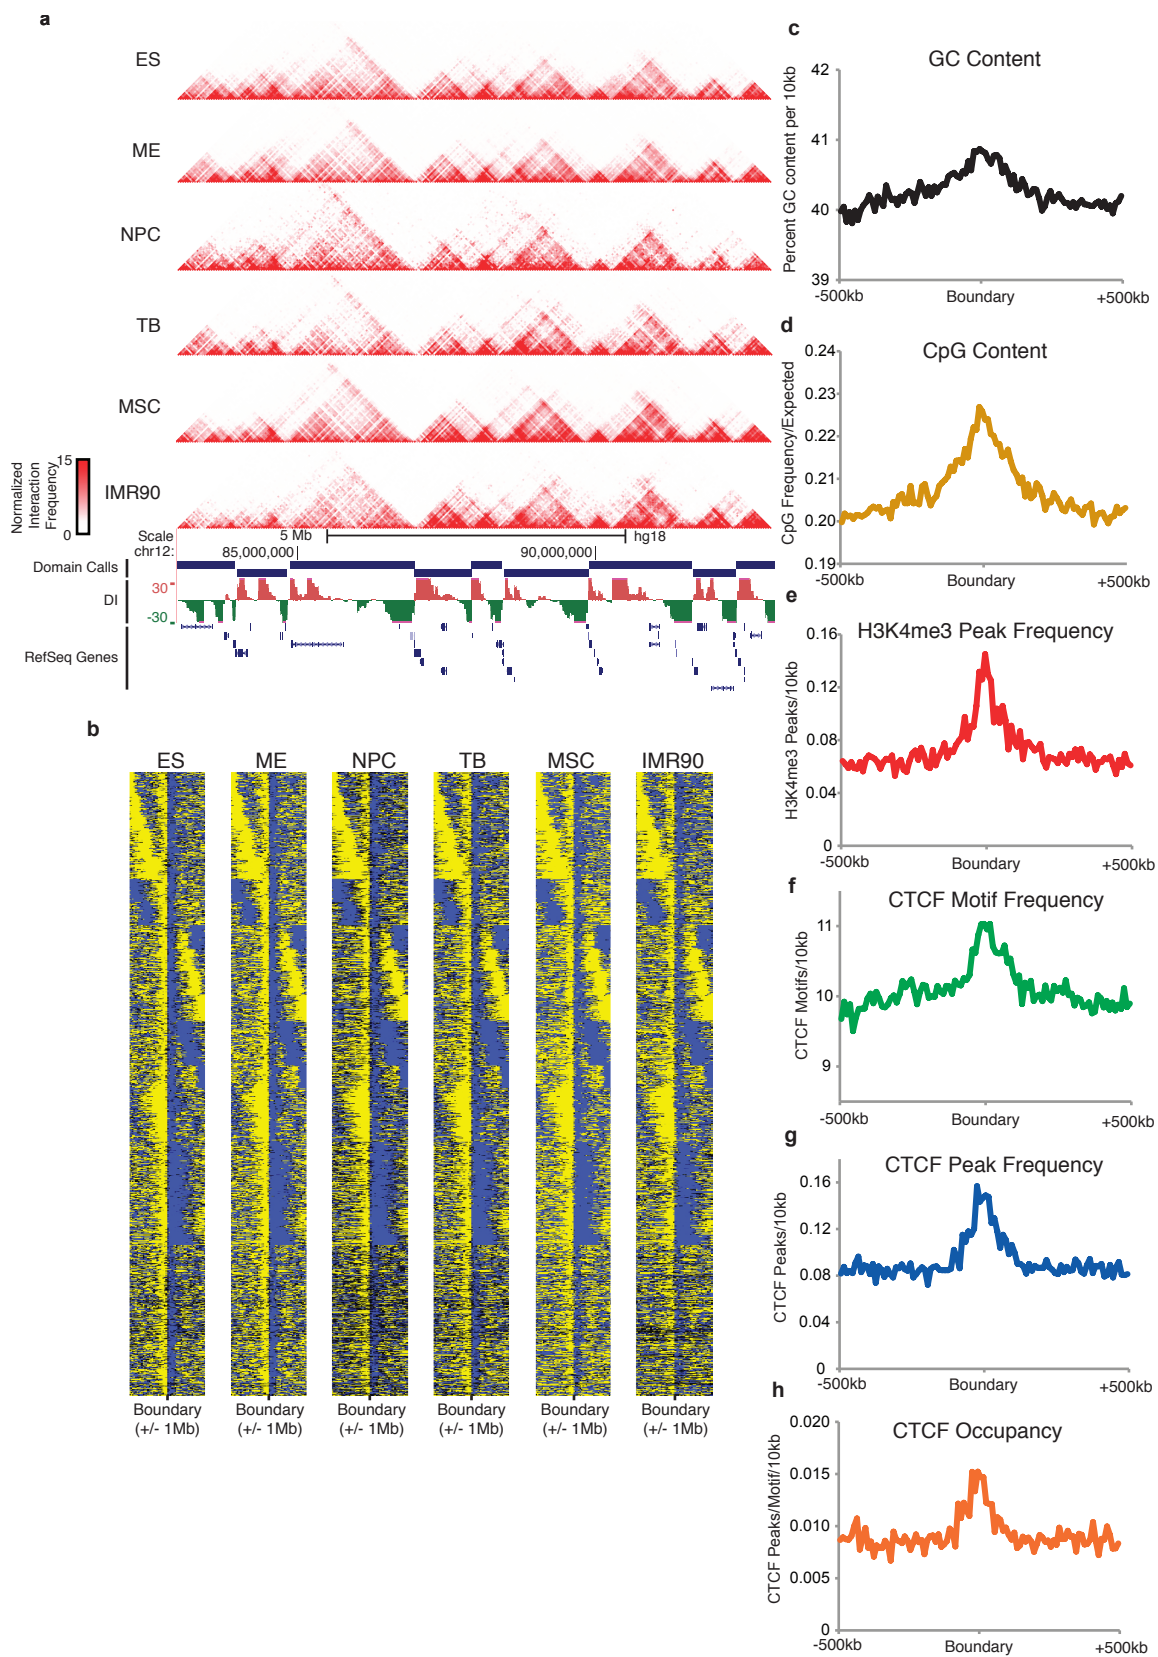 a
ES
ME
NPC
TB
MSC
IMR90
Normalized
Interaction
Frequency
15
0
Scale
5 Mb
hg18
chr12:
85,000,000
90,000,000
Domain Calls
30
DI
-30
RefSeq Genes
b
ES ME NPC TB MSC IMR90
Boundary Boundary Boundary Boundary Boundary Boundary
(+/- 1Mb) (+/- 1Mb) (+/- 1Mb) (+/- 1Mb) (+/- 1Mb) (+/- 1Mb)
c
GC Content
Percent GC content per 10kb
42
41
40
39
-500kb Boundary +500kb
d
CpG Content
CpG Frequency/Expected
0.24
0.23
0.22
0.21
0.20
0.19
-500kb Boundary +500kb
e
H3K4me3 Peak Frequency
H3K4me3 Peaks/10kb
0.16
0.12
0.08
0.04
0
-500kb Boundary +500kb
f
CTCF Motif Frequency
CTCF Motifs/10kb
11
10
9
-500kb Boundary +500kb
g
CTCF Peak Frequency
CTCF Peaks/10kb
0.16
0.12
0.08
0.04
0
-500kb Boundary +500kb
h
CTCF Occupancy
CTCF Peaks/Motif/10kb
0.020
0.015
0.010
0.005
0
-500kb Boundary +500kb